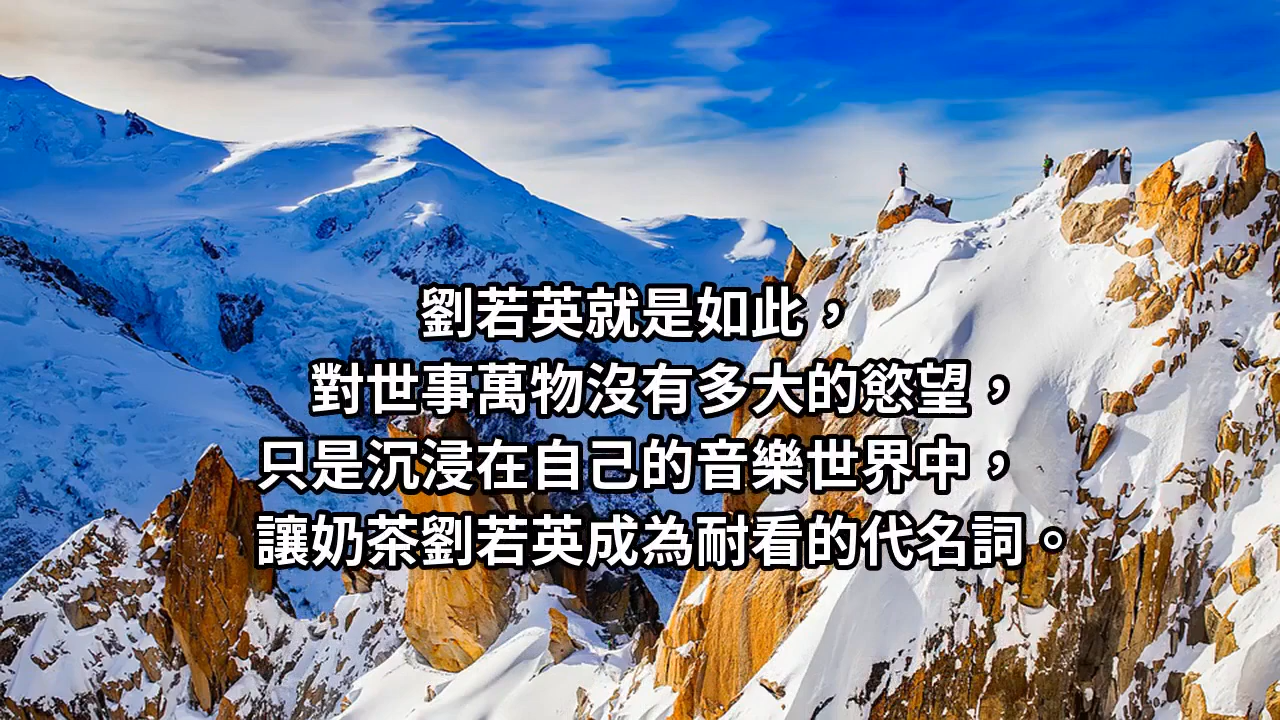 劉若英就是如此，
對世事萬物沒有多大的慾望，
只是沉浸在自己的音樂世界中，
讓奶茶劉若英成為耐看的代名詞。